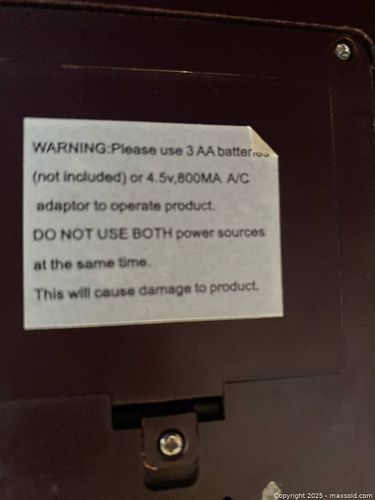 WARNING:Please use 3 AA batteries
(not included) or 4.5v,800MA A/C
adaptor to operate product.
DO NOT USE BOTH power sources
at the same time.
This will cause damage to product.
Copyright 2025 - maxsold.com